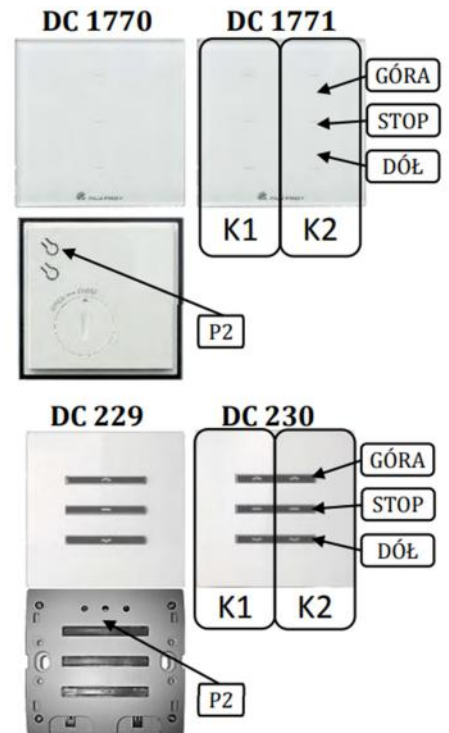 DC 1770 DC 1771
GÓRA
STOP
DÓŁ
K1 K2
P2
DC 229 DC 230
GÓRA
STOP
DÓŁ
K1 K2
P2